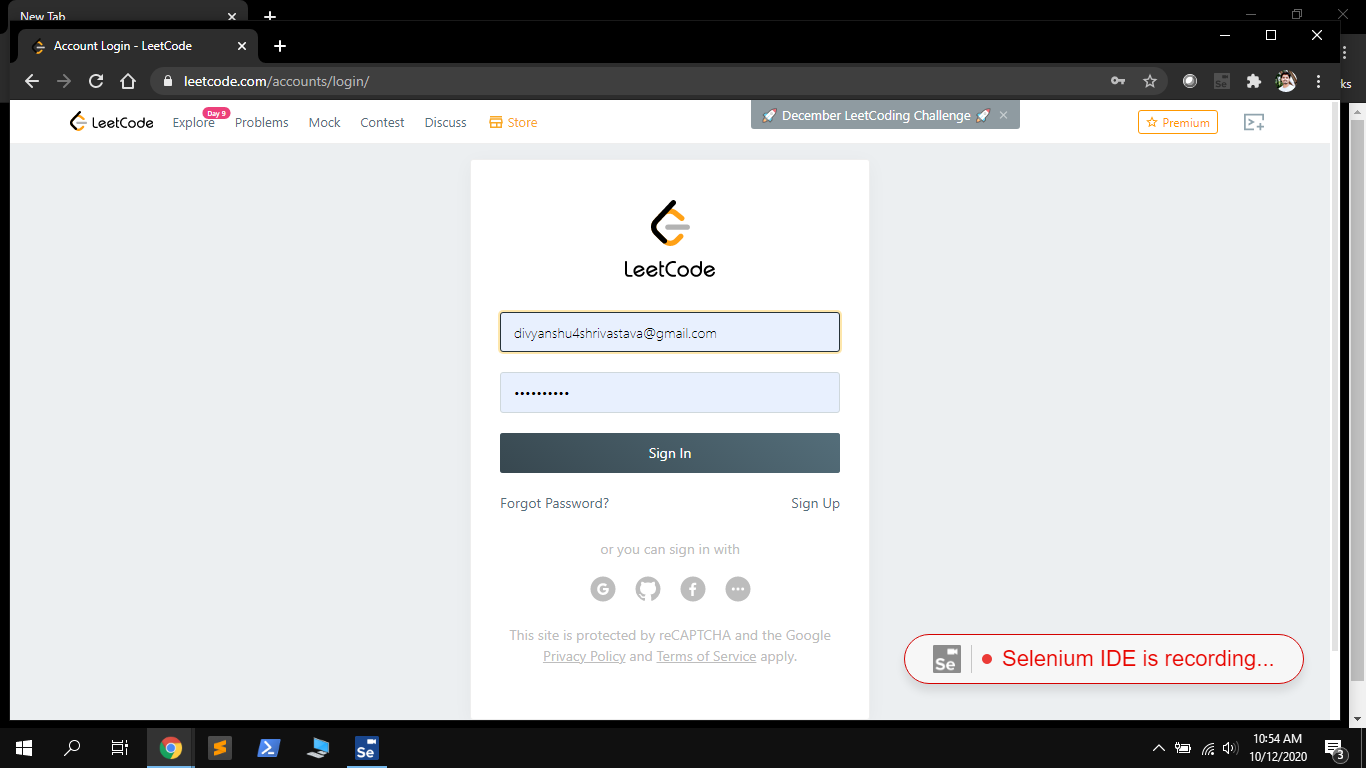 New Tab
Account Login - LeetCode
leetcode.com/accounts/login/
ks
LeetCode
Explore
Day 9
Problems
Mock
Contest
Discuss
Store
December LeetCoding Challenge
Premium
LeetCode
divyanshu4shrivastava@gmail.com
••••••••••
Sign In
Forgot Password?
Sign Up
or you can sign in with
This site is protected by reCAPTCHA and the Google
Privacy Policy and Terms of Service apply.
Se
Selenium IDE is recording...
Se
10:54 AM
10/12/2020
3